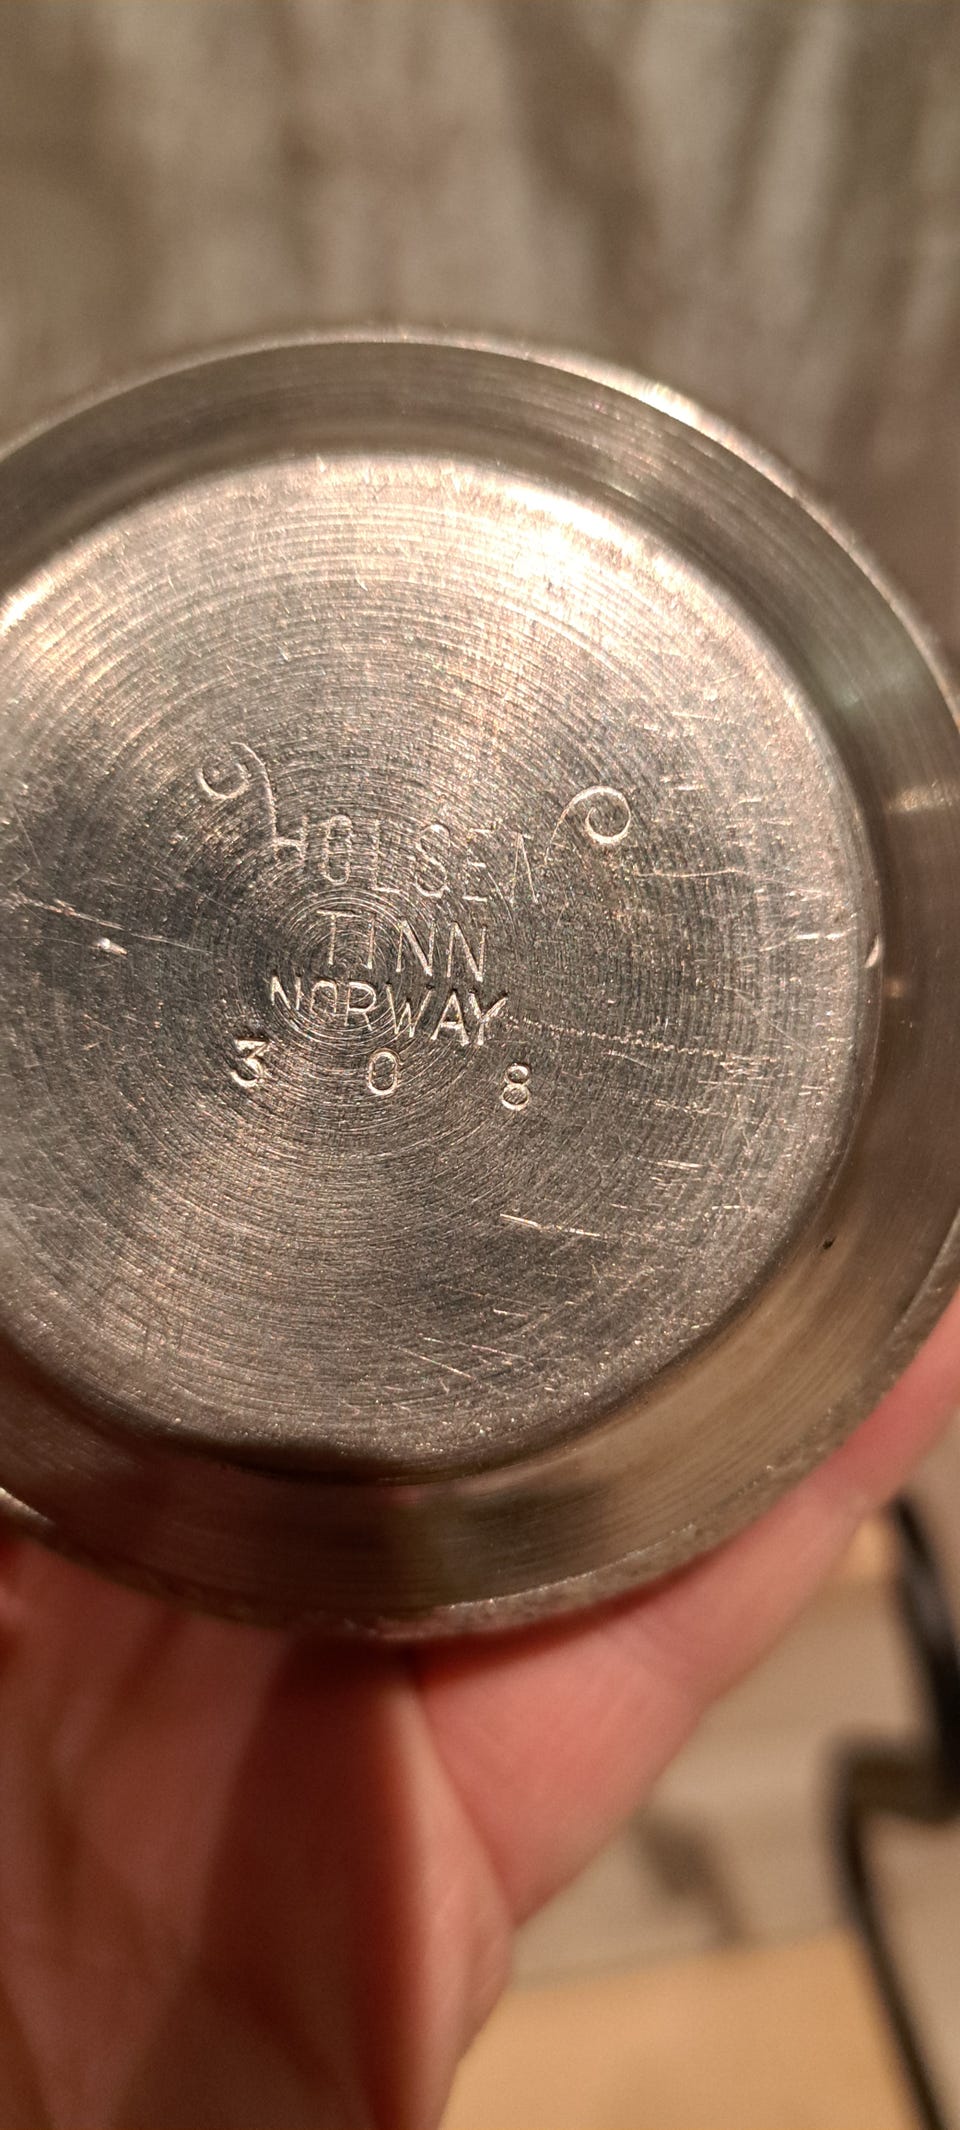 HOLSEN
TINN
NORWAY
3 0 8